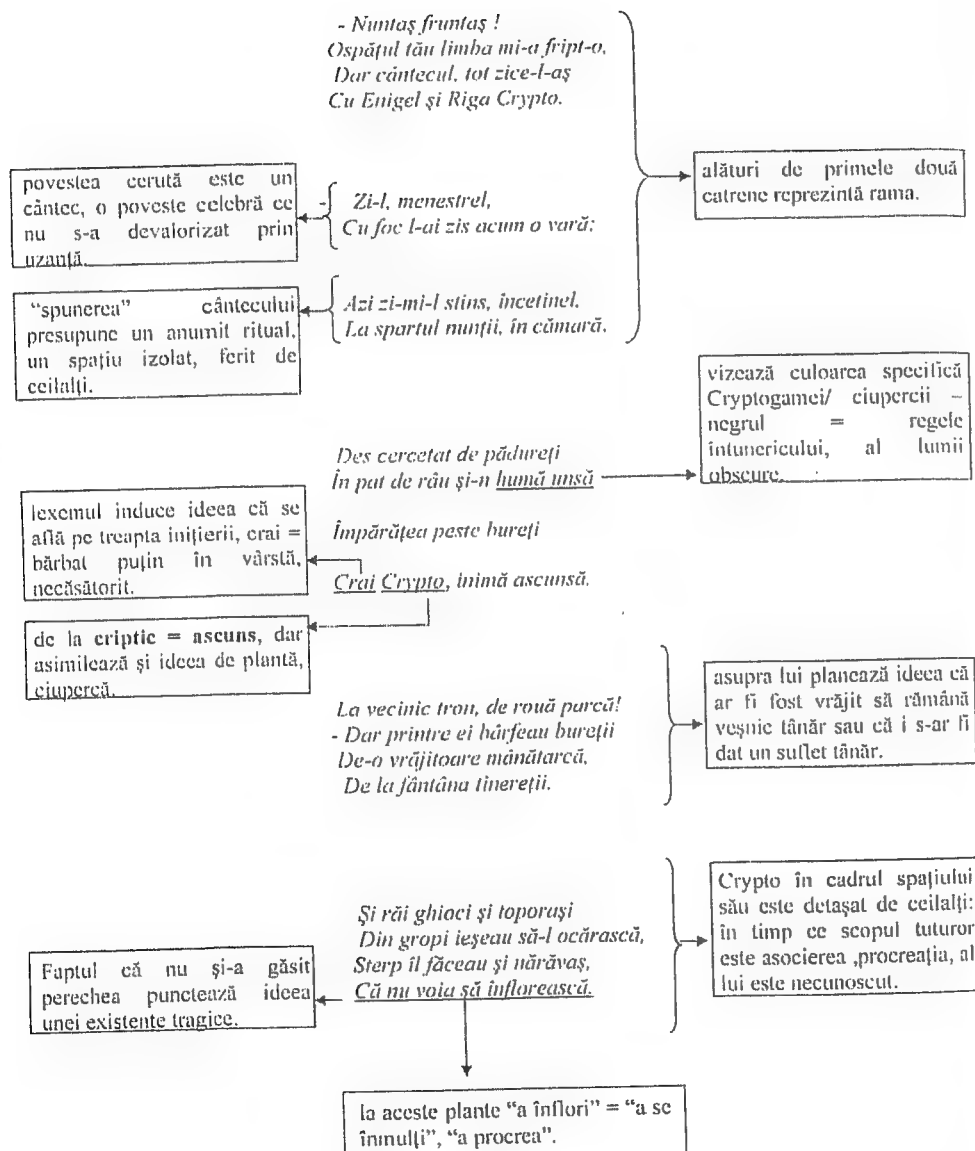 - Nuntaş fruntaş !
Ospăţul tău limba mi-a fript-o,
Dar cântecul, tot zice-l-aş
Cu Enigel şi Riga Crypto.
alături de primele două
catrene reprezintă rama.
povestea cerută este un
cântec, o poveste celebră ce
nu s-a devalorizat prin
uzanţă.
- Zi-l, menestrel,
Cu foc l-ai zis acum o vară;
"spunerea" cântecului
presupune un anumit ritual,
un spaţiu izolat, ferit de
ceilalţi.
Azi zi-mi-l stins, încetinel,
La spartul nunţii, în cămară.
vizează culoarea specifică
Cryptogamei/ ciupercii –
negrul = regele
întunericului, al lumii
obscure.
Des cercetat de pădureţi
În pat de râu şi-n humă unsă
lexemul induce ideea că se
află pe treapta iniţierii, crai =
bărbat puţin în vârstă,
necăsătorit.
Împărăţea peste bureţi
Crai Crypto, inimă ascunsă.
de la criptic = ascuns, dar
asimilează şi ideea de plantă,
ciupercă.
La vecinic tron, de rouă parcă!
- Dar printre ei bârfeau bureţii
De-o vrăjitoare mânătarcă,
De la fântâna tinereţii.
asupra lui planează ideea că
ar fi fost vrăjit să rămână
veşnic tânăr sau că i s-ar fi
dat un suflet tânăr.
Şi răi ghioci şi toporaşi
Din gropi ieşeau să-l ocărască,
Sterp îl făceau şi nărăvaş,
Că nu voia să înflorească.
Crypto în cadrul spaţiului
său este detaşat de ceilalţi:
în timp ce scopul tuturor
este asocierea ,procreaţia, al
lui este necunoscut.
Faptul că nu şi-a găsit
perechea punctează ideea
unei existente tragice.
la aceste plante "a înflori" = "a se
înmulţi", "a procrea".